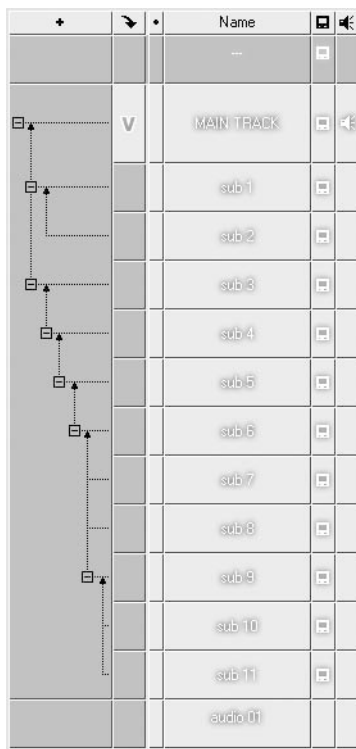 Name
---
V MAIN TRACK
sub 1
sub 2
sub 3
sub 4
sub 5
sub 6
sub 7
sub 8
sub 9
sub 10
sub 11
audio 01